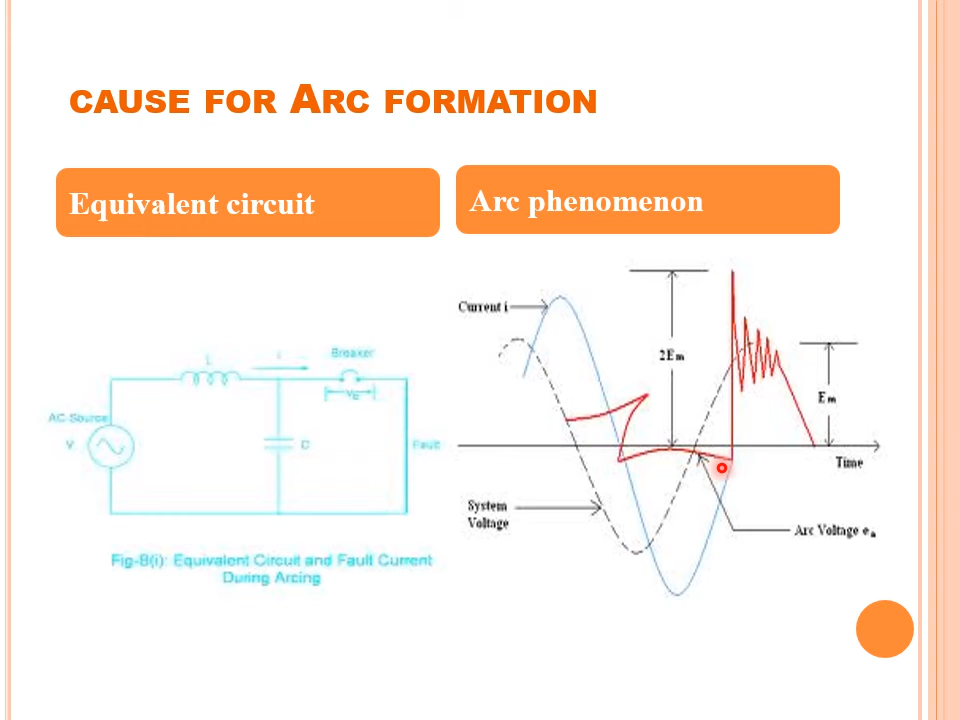 CAUSE FOR ARC FORMATION
Equivalent circuit
Arc phenomenon
L
i
Breaker
VB
AC Source
V
C
Fault
Fig-8(i): Equivalent Circuit and Fault Current
During Arcing
Current i
2Em
Em
Time
System
Voltage
Arc Voltage ea